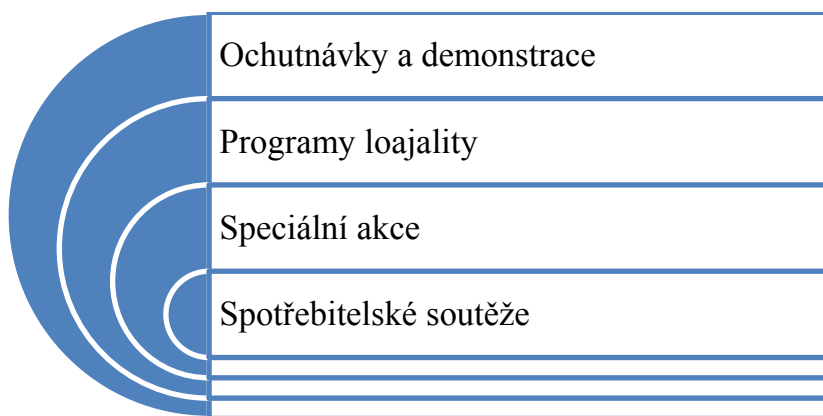 Ochutnávky a demonstrace
Programy loajality
Speciální akce
Spotřebitelské soutěže